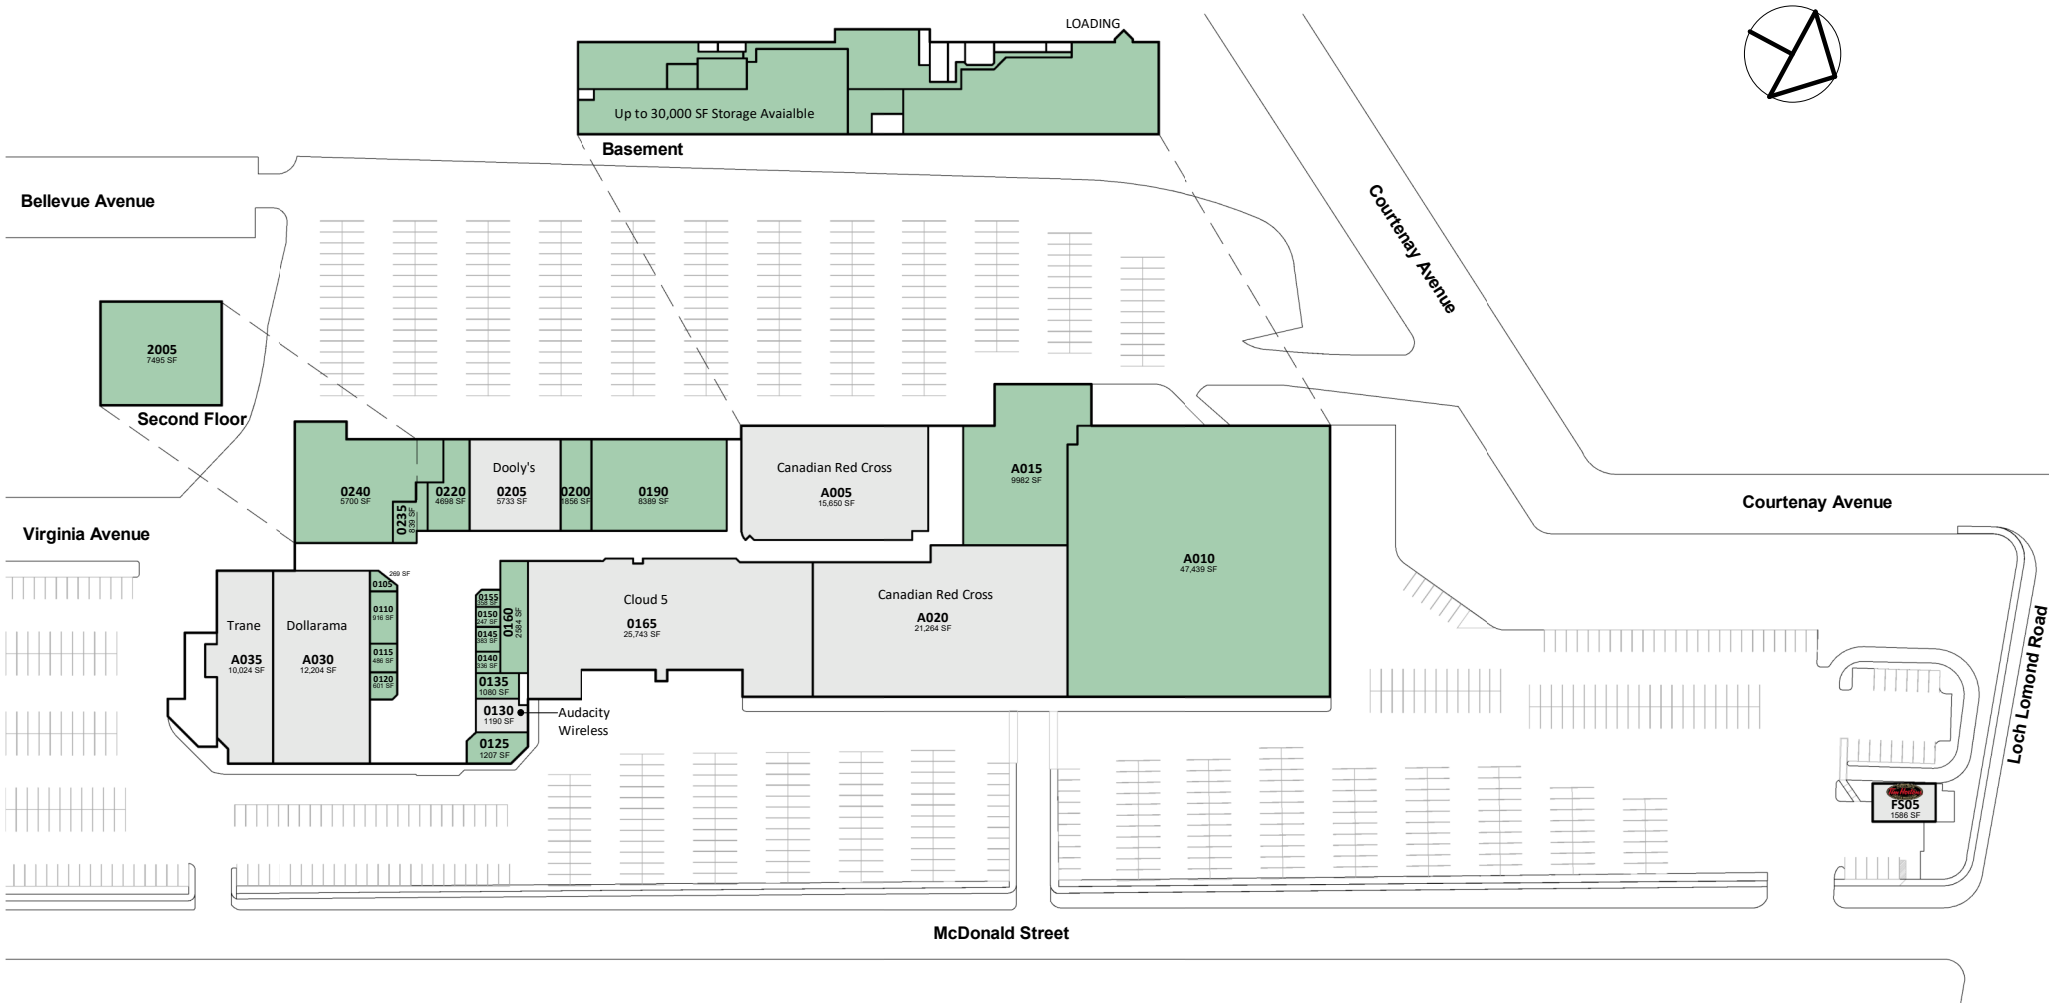 LOADING
Up to 30,000 SF Storage Avaialble
Basement
Bellevue Avenue
Courtenay Avenue
2005
7495 SF
Second Floor
Virginia Avenue
0240
5700 SF
0235
839 SF
0220
4698 SF
Dooly's
0205
5733 SF
0200
1856 SF
0190
8389 SF
Canadian Red Cross
A005
15,650 SF
A015
9982 SF
A010
47,439 SF
Courtenay Avenue
Trane
A035
10,024 SF
Dollarama
A030
12,204 SF
0105
269 SF
0110
916 SF
0115
486 SF
0120
601 SF
0155
358 SF
0150
247 SF
0145
383 SF
0140
336 SF
0160
2584 SF
0135
1080 SF
0130
1190 SF
Audacity
Wireless
0125
1207 SF
Cloud 5
0165
25,743 SF
Canadian Red Cross
A020
21,264 SF
Loch Lomond Road
Tim Hortons
FS05
1586 SF
McDonald Street